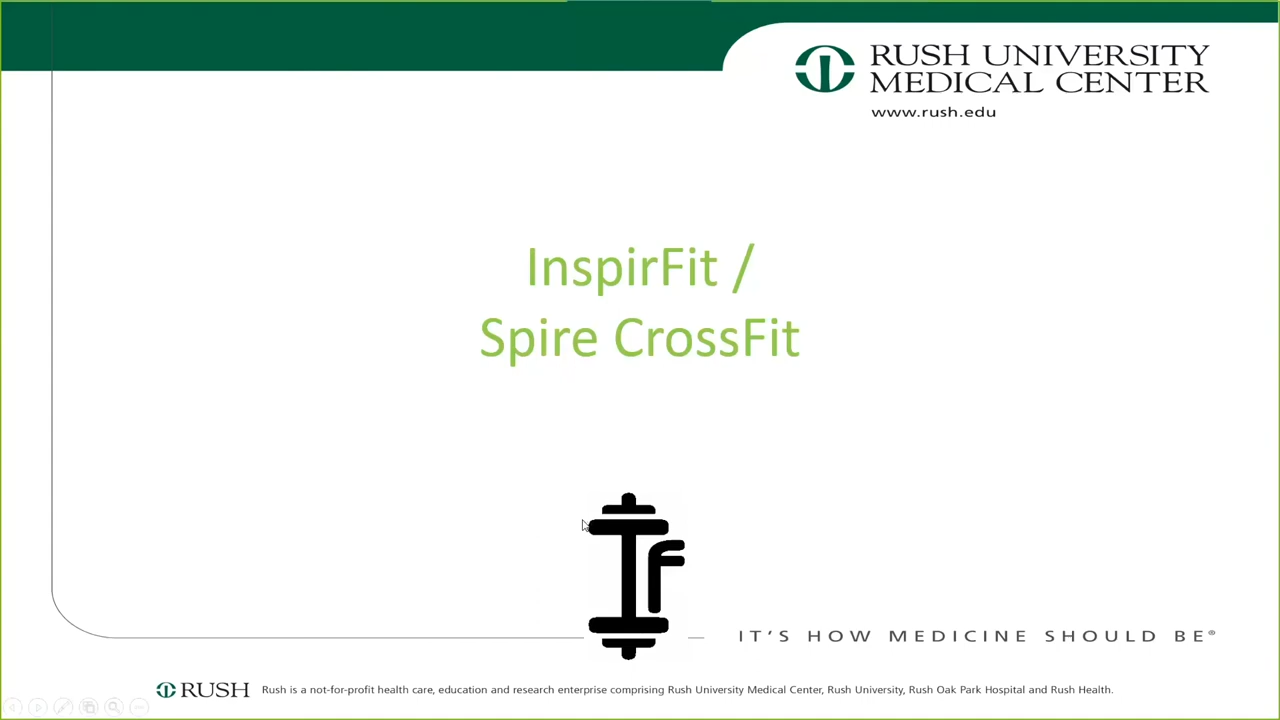 RUSH UNIVERSITY
MEDICAL CENTER
www.rush.edu
InspirFit /
Spire CrossFit
If
IT'S HOW MEDICINE SHOULD BE®
RUSH Rush is a not-for-profit health care, education and research enterprise comprising Rush University Medical Center, Rush University, Rush Oak Park Hospital and Rush Health.